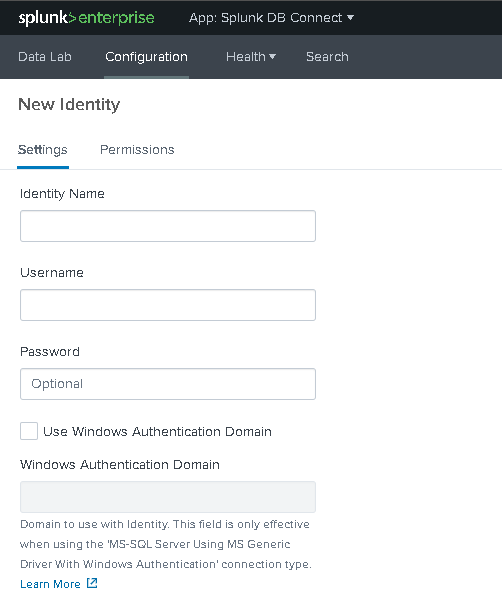 splunk>enterprise App: Splunk DB Connect
Data Lab Configuration Health Search
New Identity
Settings Permissions
Identity Name
Username
Password
Optional
Use Windows Authentication Domain
Windows Authentication Domain
Domain to use with Identity. This field is only effective
when using the 'MS-SQL Server Using MS Generic
Driver With Windows Authentication' connection type.
Learn More